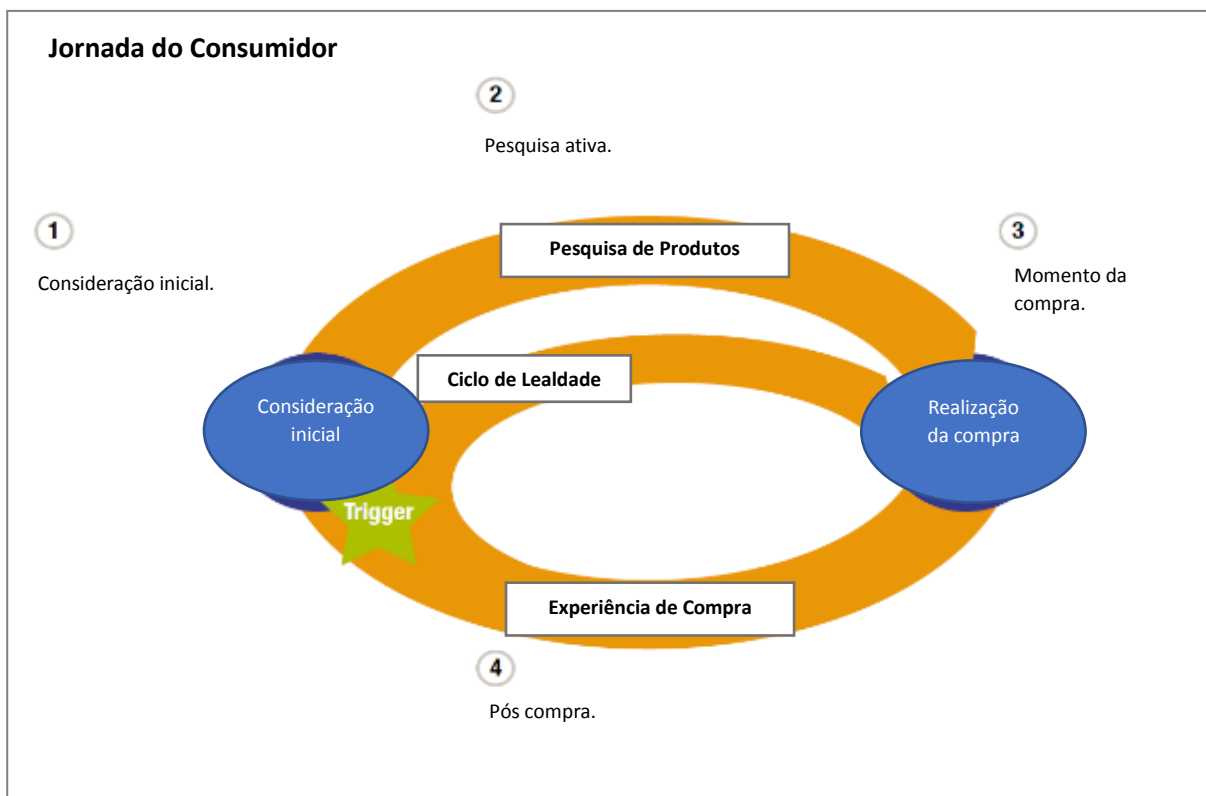 Jornada do Consumidor
2
Pesquisa ativa.
1
Consideração inicial.
3
Momento da
compra.
Pesquisa de Produtos
Ciclo de Lealdade
Consideração
inicial
Realização
da compra
Trigger
Experiência de Compra
4
Pós compra.